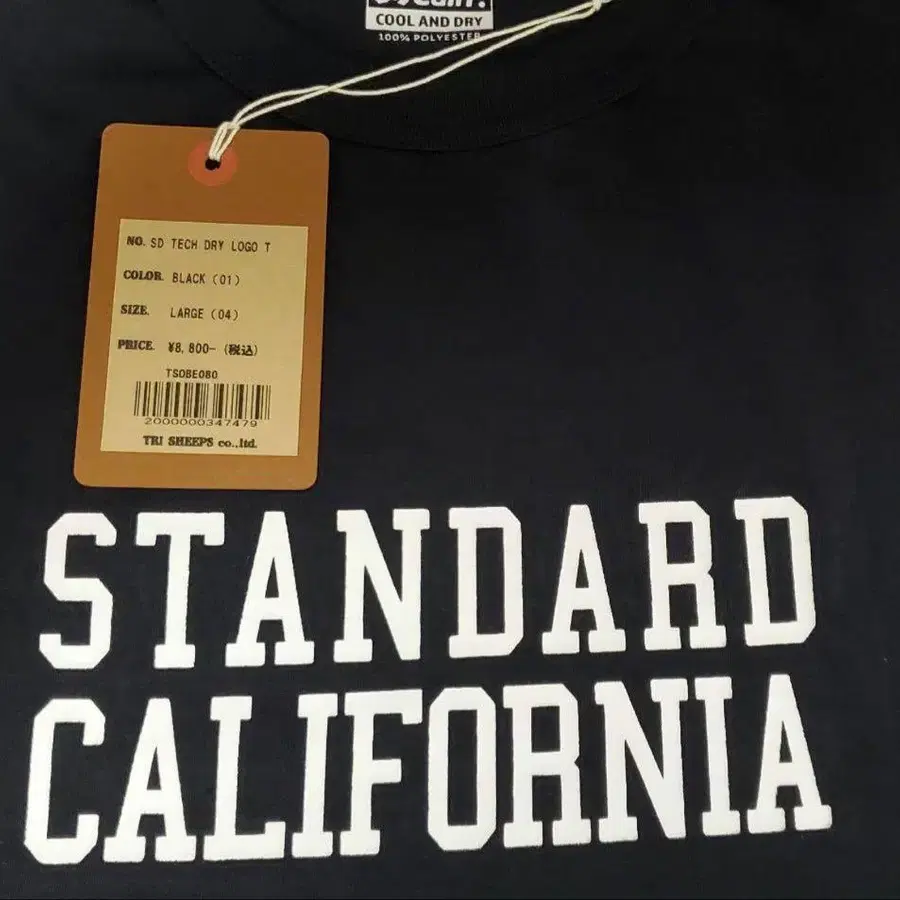 COOL AND DRY
100% POLYESTER
NO. SD TECH DRY LOGO T
COLOR. BLACK (01)
SIZE. LARGE (04)
PRICE. ¥8,800- (税込)
TSOBE080
2000000347479
TRI SHEEPS co.,ltd.
STANDARD
CALIFORNIA